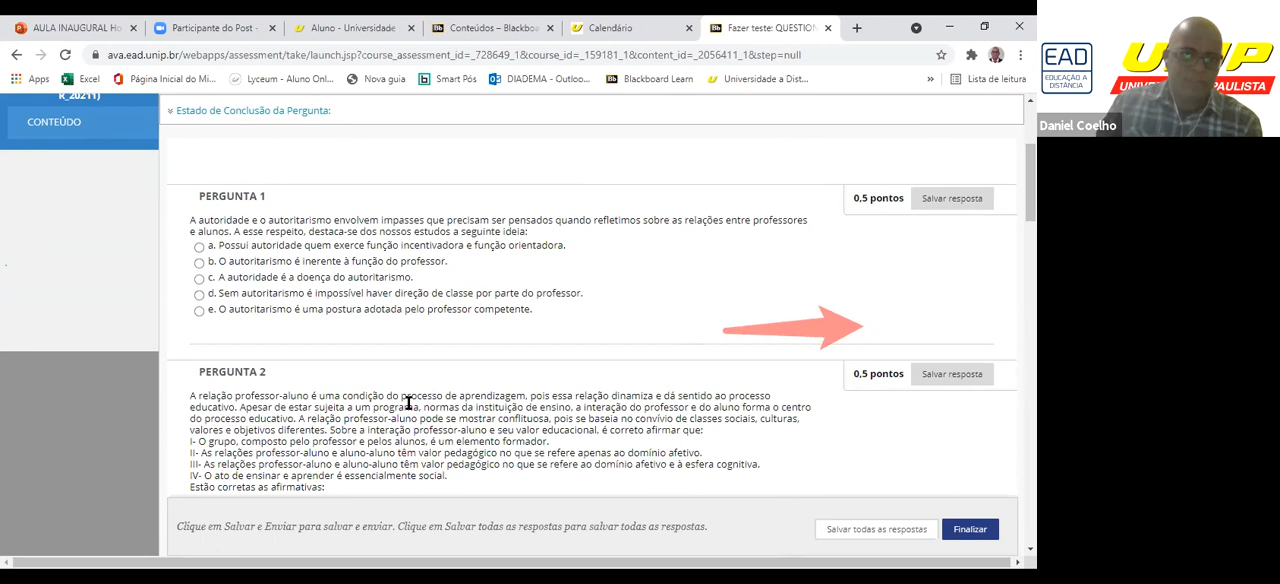 AULA INAUGURAL Ho
Participante do Post -
Aluno - Universidade
Conteúdos – Blackboa
Calendário
Fazer teste: QUESTION
ava.ead.unip.br/webapps/assessment/take/launch.jsp?course_assessment_id=_728649_1&course_id=_159181_1&content_id=_2056411_1&step=null
Apps
Excel
Página Inicial do Mi...
Lyceum - Aluno Onl...
Nova guia
Smart Pós
DIADEMA - Outloo...
Blackboard Learn
Universidade a Dist...
»
Lista de leitura
R_20211)
CONTEÚDO
Estado de Conclusão da Pergunta:
PERGUNTA 1
0,5 pontos
Salvar resposta
A autoridade e o autoritarismo envolvem impasses que precisam ser pensados quando refletimos sobre as relações entre professores
e alunos. A esse respeito, destaca-se dos nossos estudos a seguinte ideia:
a. Possui autoridade quem exerce função incentivadora e função orientadora.
b. O autoritarismo é inerente à função do professor.
c. A autoridade é a doença do autoritarismo.
d. Sem autoritarismo é impossível haver direção de classe por parte do professor.
e. O autoritarismo é uma postura adotada pelo professor competente.
PERGUNTA 2
0,5 pontos
Salvar resposta
A relação professor-aluno é uma condição do processo de aprendizagem, pois essa relação dinamiza e dá sentido ao processo
educativo. Apesar de estar sujeita a um programa, normas da instituição de ensino, a interação do professor e do aluno forma o centro
do processo educativo. A relação professor-aluno pode se mostrar conflituosa, pois se baseia no convívio de classes sociais, culturas,
valores e objetivos diferentes. Sobre a interação professor-aluno e seu valor educacional, é correto afirmar que:
I- O grupo, composto pelo professor e pelos alunos, é um elemento formador.
II- As relações professor-aluno e aluno-aluno têm valor pedagógico no que se refere apenas ao domínio afetivo.
III- As relações professor-aluno e aluno-aluno têm valor pedagógico no que se refere ao domínio afetivo e à esfera cognitiva.
IV- O ato de ensinar e aprender é essencialmente social.
Estão corretas as afirmativas:
Clique em Salvar e Enviar para salvar e enviar. Clique em Salvar todas as respostas para salvar todas as respostas.
Salvar todas as respostas
Finalizar
EAD
EDUCAÇÃO A
DISTÂNCIA
Daniel Coelho